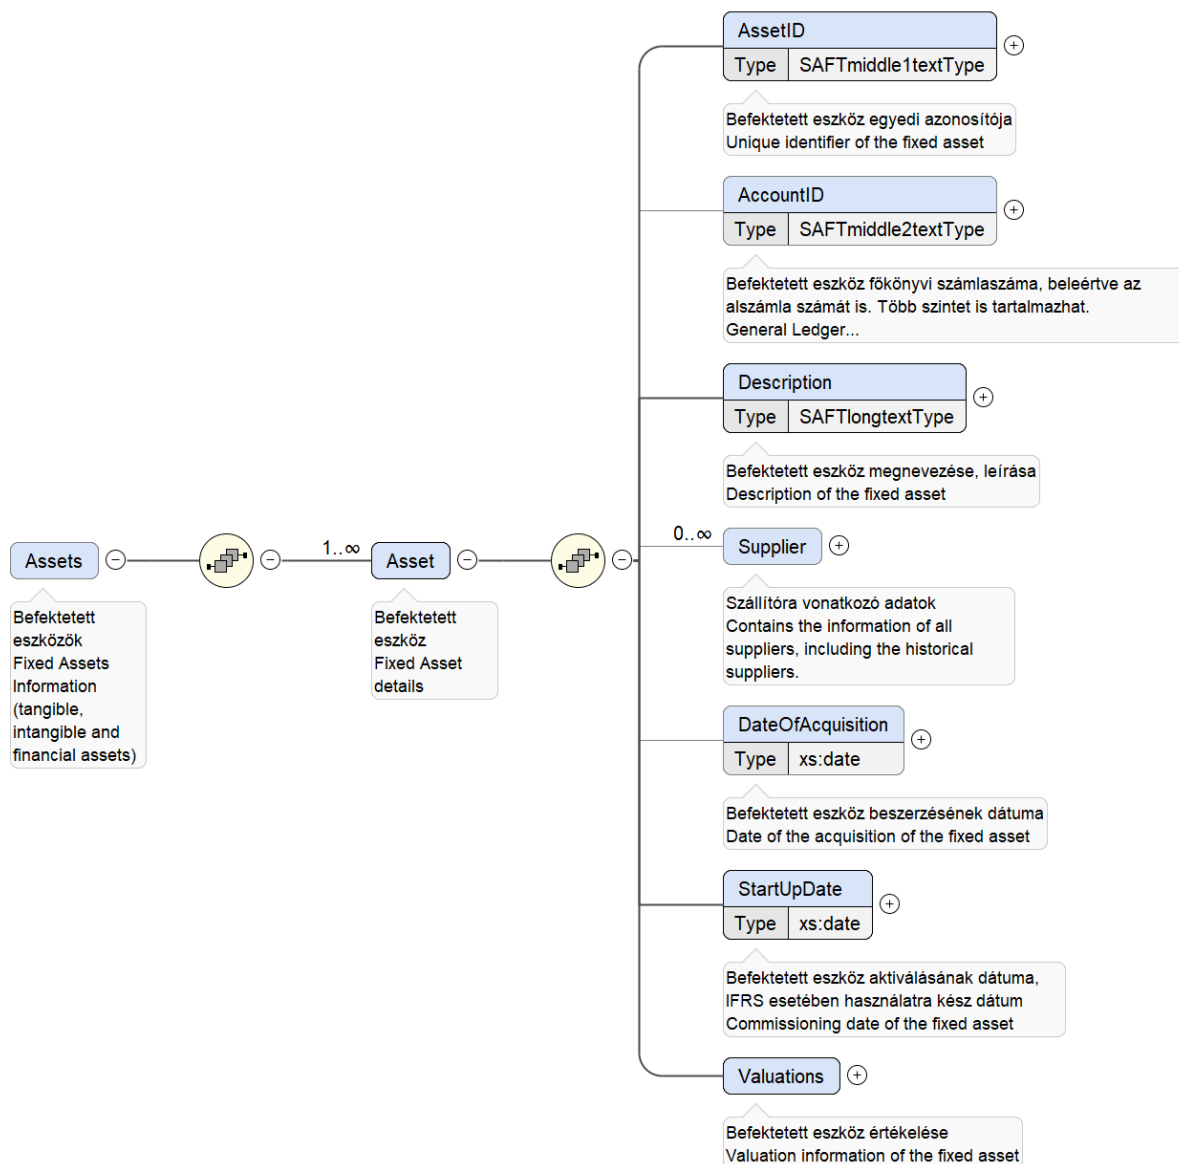 AssetID
Type SAFTmiddle1textType
Befektetett eszköz egyedi azonosítója
Unique identifier of the fixed asset
AccountID
Type SAFTmiddle2textType
Befektetett eszköz főkönyvi számlaszáma, beleértve az
alszámla számát is. Több szintet is tartalmazhat.
General Ledger...
Description
Type SAFTlongtextType
Befektetett eszköz megnevezése, leírása
Description of the fixed asset
Assets
Befektetett
eszközök
Fixed Assets
Information
(tangible,
intangible and
financial assets)
1..∞
Asset
Befektetett
eszköz
Fixed Asset
details
0..∞
Supplier
Szállítóra vonatkozó adatok
Contains the information of all
suppliers, including the historical
suppliers.
DateOfAcquisition
Type xs:date
Befektetett eszköz beszerzésének dátuma
Date of the acquisition of the fixed asset
StartUpDate
Type xs:date
Befektetett eszköz aktiválásának dátuma,
IFRS esetében használatra kész dátum
Commissioning date of the fixed asset
Valuations
Befektetett eszköz értékelése
Valuation information of the fixed asset